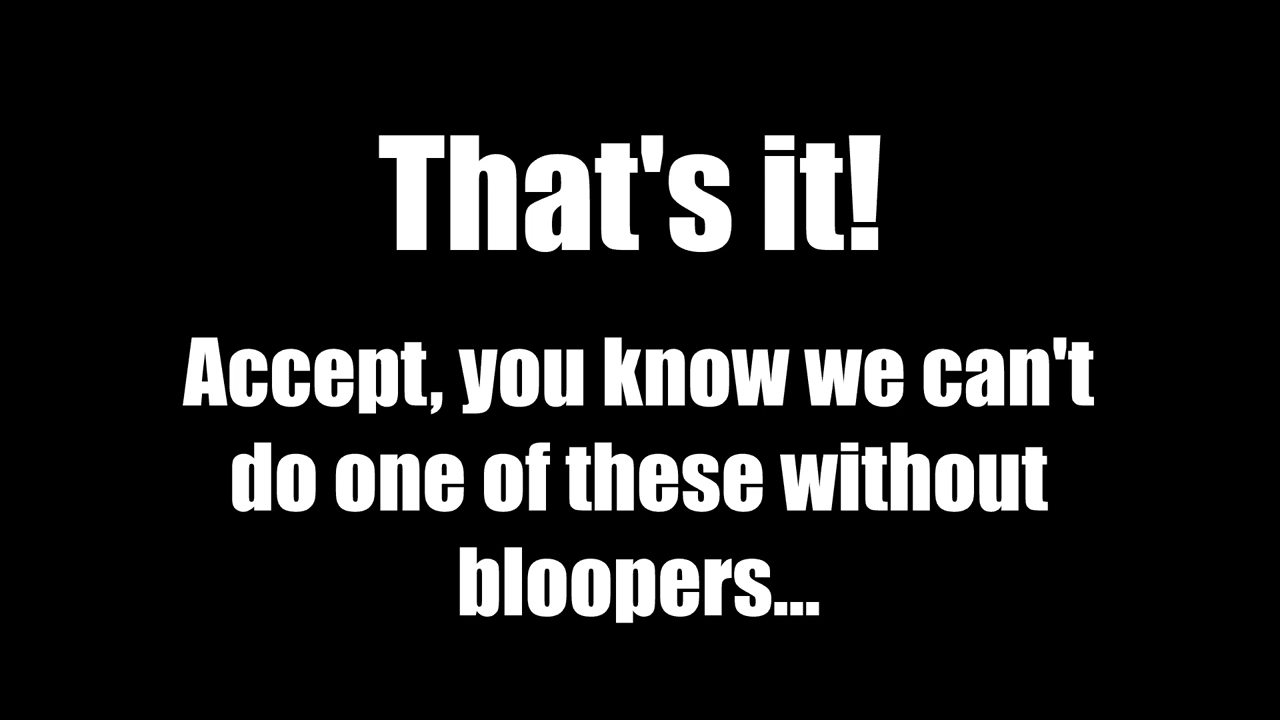 That's it!
Accept, you know we can't
do one of these without
bloopers...